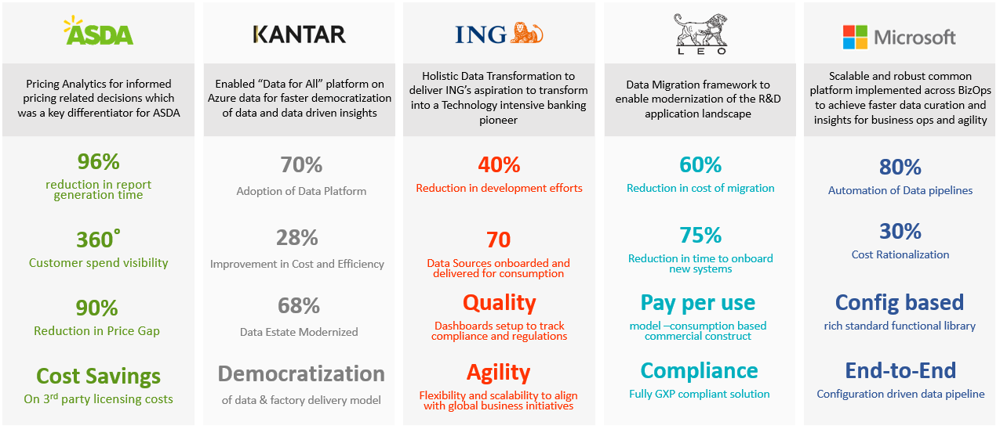 ASDA
Pricing Analytics for informed
pricing related decisions which
was a key differentiator for ASDA
96%
reduction in report
generation time
360°
Customer spend visibility
90%
Reduction in Price Gap
Cost Savings
On 3rd party licensing costs
KANTAR
Enabled “Data for All” platform on
Azure data for faster democratization
of data and data driven insights
70%
Adoption of Data Platform
28%
Improvement in Cost and Efficiency
68%
Data Estate Modernized
Democratization
of data & factory delivery model
ING
Holistic Data Transformation to
deliver ING’s aspiration to transform
into a Technology intensive banking
pioneer
40%
Reduction in development efforts
70
Data Sources onboarded and
delivered for consumption
Quality
Dashboards setup to track
compliance and regulations
Agility
Flexibility and scalability to align
with global business initiatives
LEO
Data Migration framework to
enable modernization of the R&D
application landscape
60%
Reduction in cost of migration
75%
Reduction in time to onboard
new systems
Pay per use
model –consumption based
commercial construct
Compliance
Fully GXP compliant solution
Microsoft
Scalable and robust common
platform implemented across BizOps
to achieve faster data curation and
insights for business ops and agility
80%
Automation of Data pipelines
30%
Cost Rationalization
Config based
rich standard functional library
End-to-End
Configuration driven data pipeline